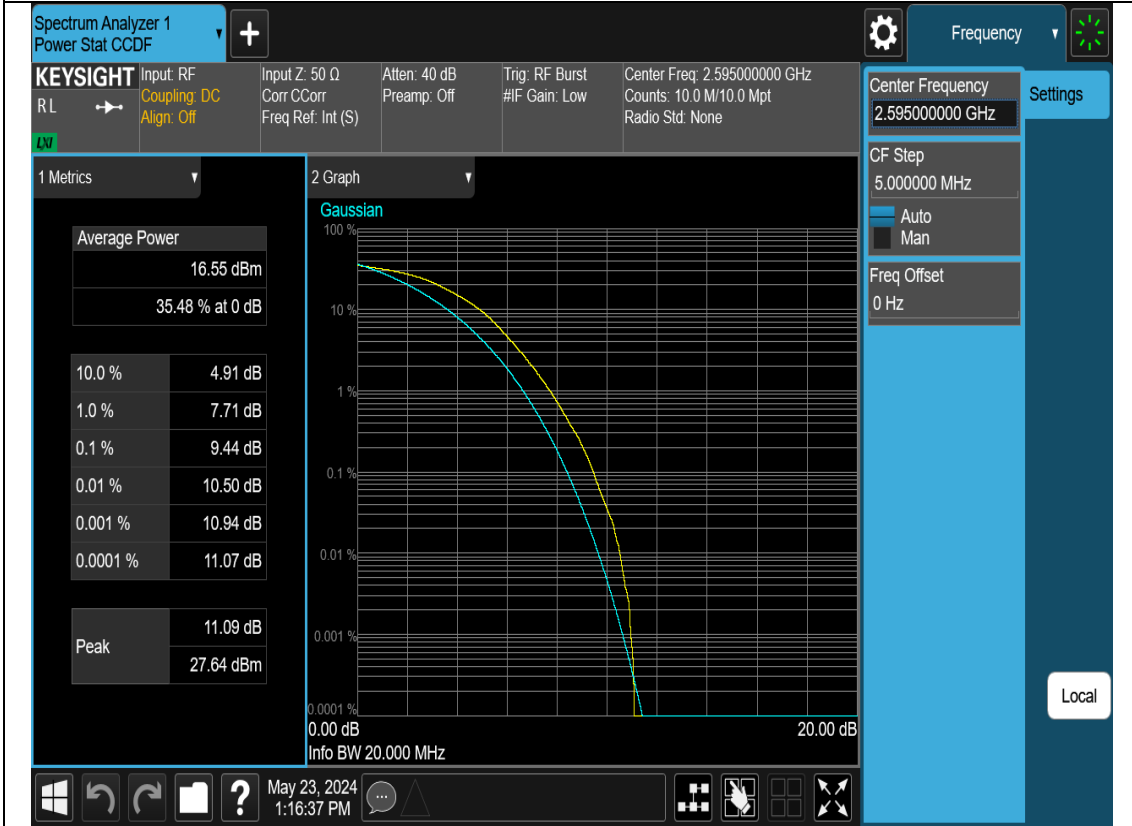 Spectrum Analyzer 1
Power Stat CCDF
Frequency
KEYSIGHT
RL
LXI
Input: RF
Coupling: DC
Align: Off
Input Z: 50 Ω
Corr CCorr
Freq Ref: Int (S)
Atten: 40 dB
Preamp: Off
Trig: RF Burst
#IF Gain: Low
Center Freq: 2.595000000 GHz
Counts: 10.0 M/10.0 Mpt
Radio Std: None
1 Metrics
Average Power
16.55 dBm
35.48 % at 0 dB
10.0 % 4.91 dB
1.0 % 7.71 dB
0.1 % 9.44 dB
0.01 % 10.50 dB
0.001 % 10.94 dB
0.0001 % 11.07 dB
Peak
11.09 dB
27.64 dBm
2 Graph
Gaussian
100 %
10 %
1 %
0.1 %
0.01 %
0.001 %
0.0001 %
0.00 dB 20.00 dB
Info BW 20.000 MHz
Center Frequency
2.595000000 GHz
CF Step
5.000000 MHz
Auto
Man
Freq Offset
0 Hz
Settings
Local
?
May 23, 2024
1:16:37 PM